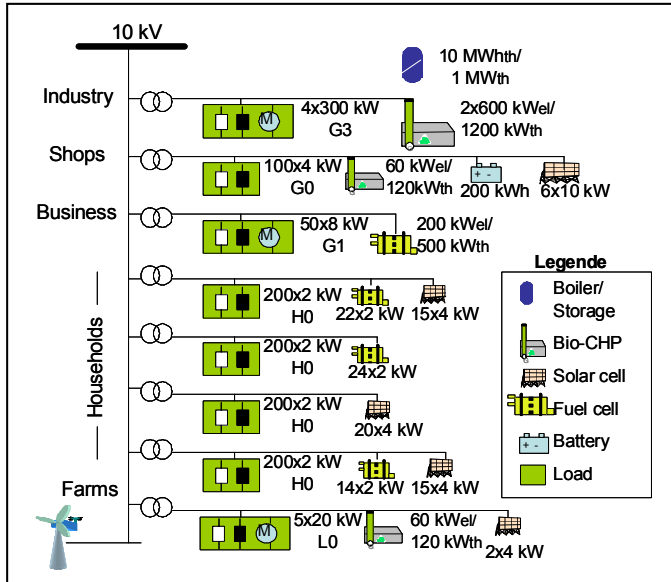 10 kV
10 MWhth/
1 MWth
Industry
M
4x300 kW
G3
2x600 kWel/
1200 kWth
Shops
100x4 kW
G0
60 kWel/
120kWth
+ -
200 kWh
6x10 kW
Business
M
50x8 kW
G1
200 kWel/
500 kWth
Households
200x2 kW
H0
22x2 kW
15x4 kW
200x2 kW
H0
24x2 kW
200x2 kW
H0
20x4 kW
200x2 kW
H0
14x2 kW
15x4 kW
Farms
M
5x20 kW
L0
60 kWel/
120 kWth
2x4 kW
Legende
Boiler/
Storage
Bio-CHP
Solar cell
Fuel cell
+ -
Battery
Load